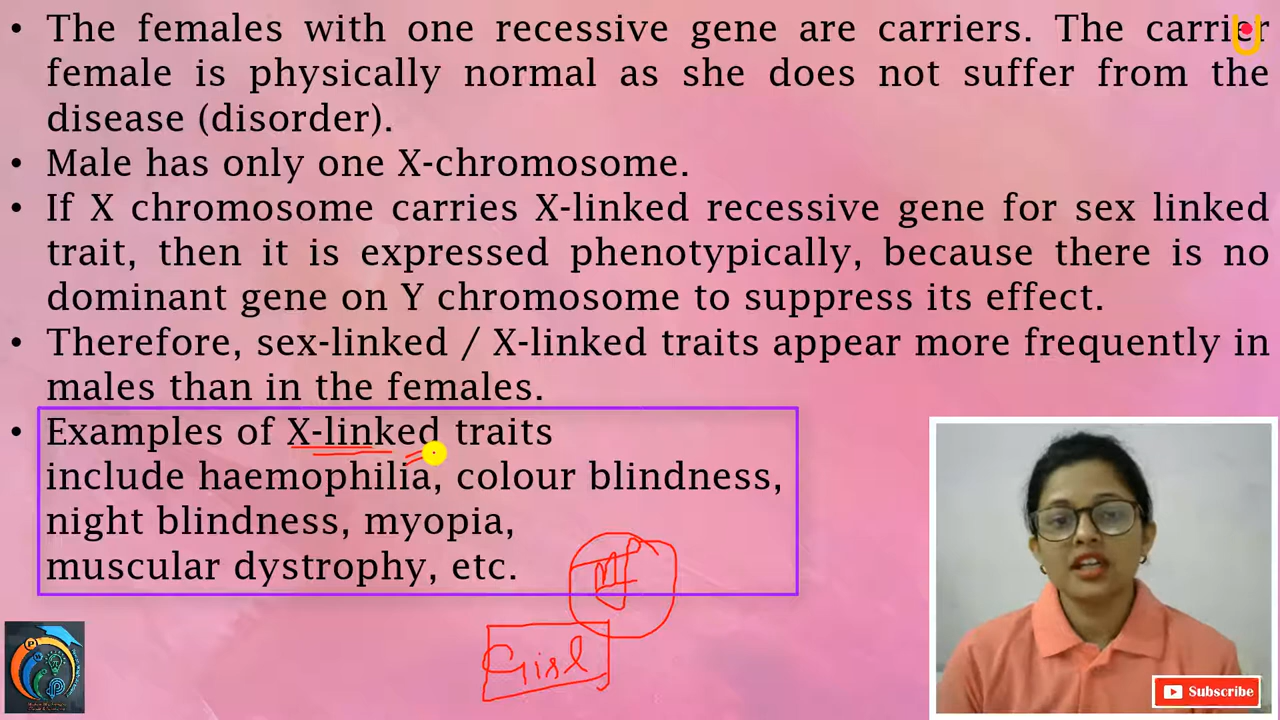 • The females with one recessive gene are carriers. The carrier
female is physically normal as she does not suffer from the
disease (disorder).
• Male has only one X-chromosome.
• If X chromosome carries X-linked recessive gene for sex linked
trait, then it is expressed phenotypically, because there is no
dominant gene on Y chromosome to suppress its effect.
• Therefore, sex-linked / X-linked traits appear more frequently in
males than in the females.
• Examples of X-linked traits
include haemophilia, colour blindness,
night blindness, myopia,
muscular dystrophy, etc.
Girl
Subscribe